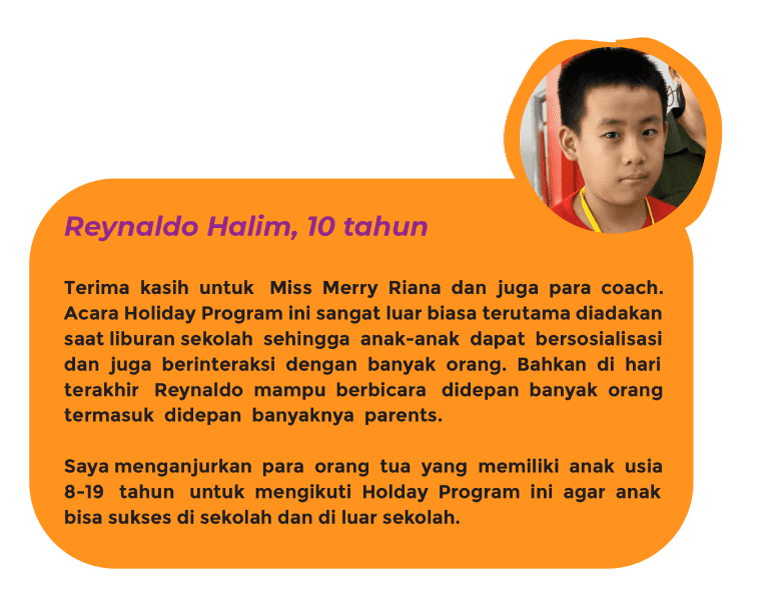 Reynaldo Halim, 10 tahun
Terima kasih untuk Miss Merry Riana dan juga para coach.
Acara Holiday Program ini sangat luar biasa terutama diadakan
saat liburan sekolah sehingga anak-anak dapat bersosialisasi
dan juga berinteraksi dengan banyak orang. Bahkan di hari
terakhir Reynaldo mampu berbicara didepan banyak orang
termasuk didepan banyaknya parents.
Saya menganjurkan para orang tua yang memiliki anak usia
8-19 tahun untuk mengikuti Holday Program ini agar anak
bisa sukses di sekolah dan di luar sekolah.